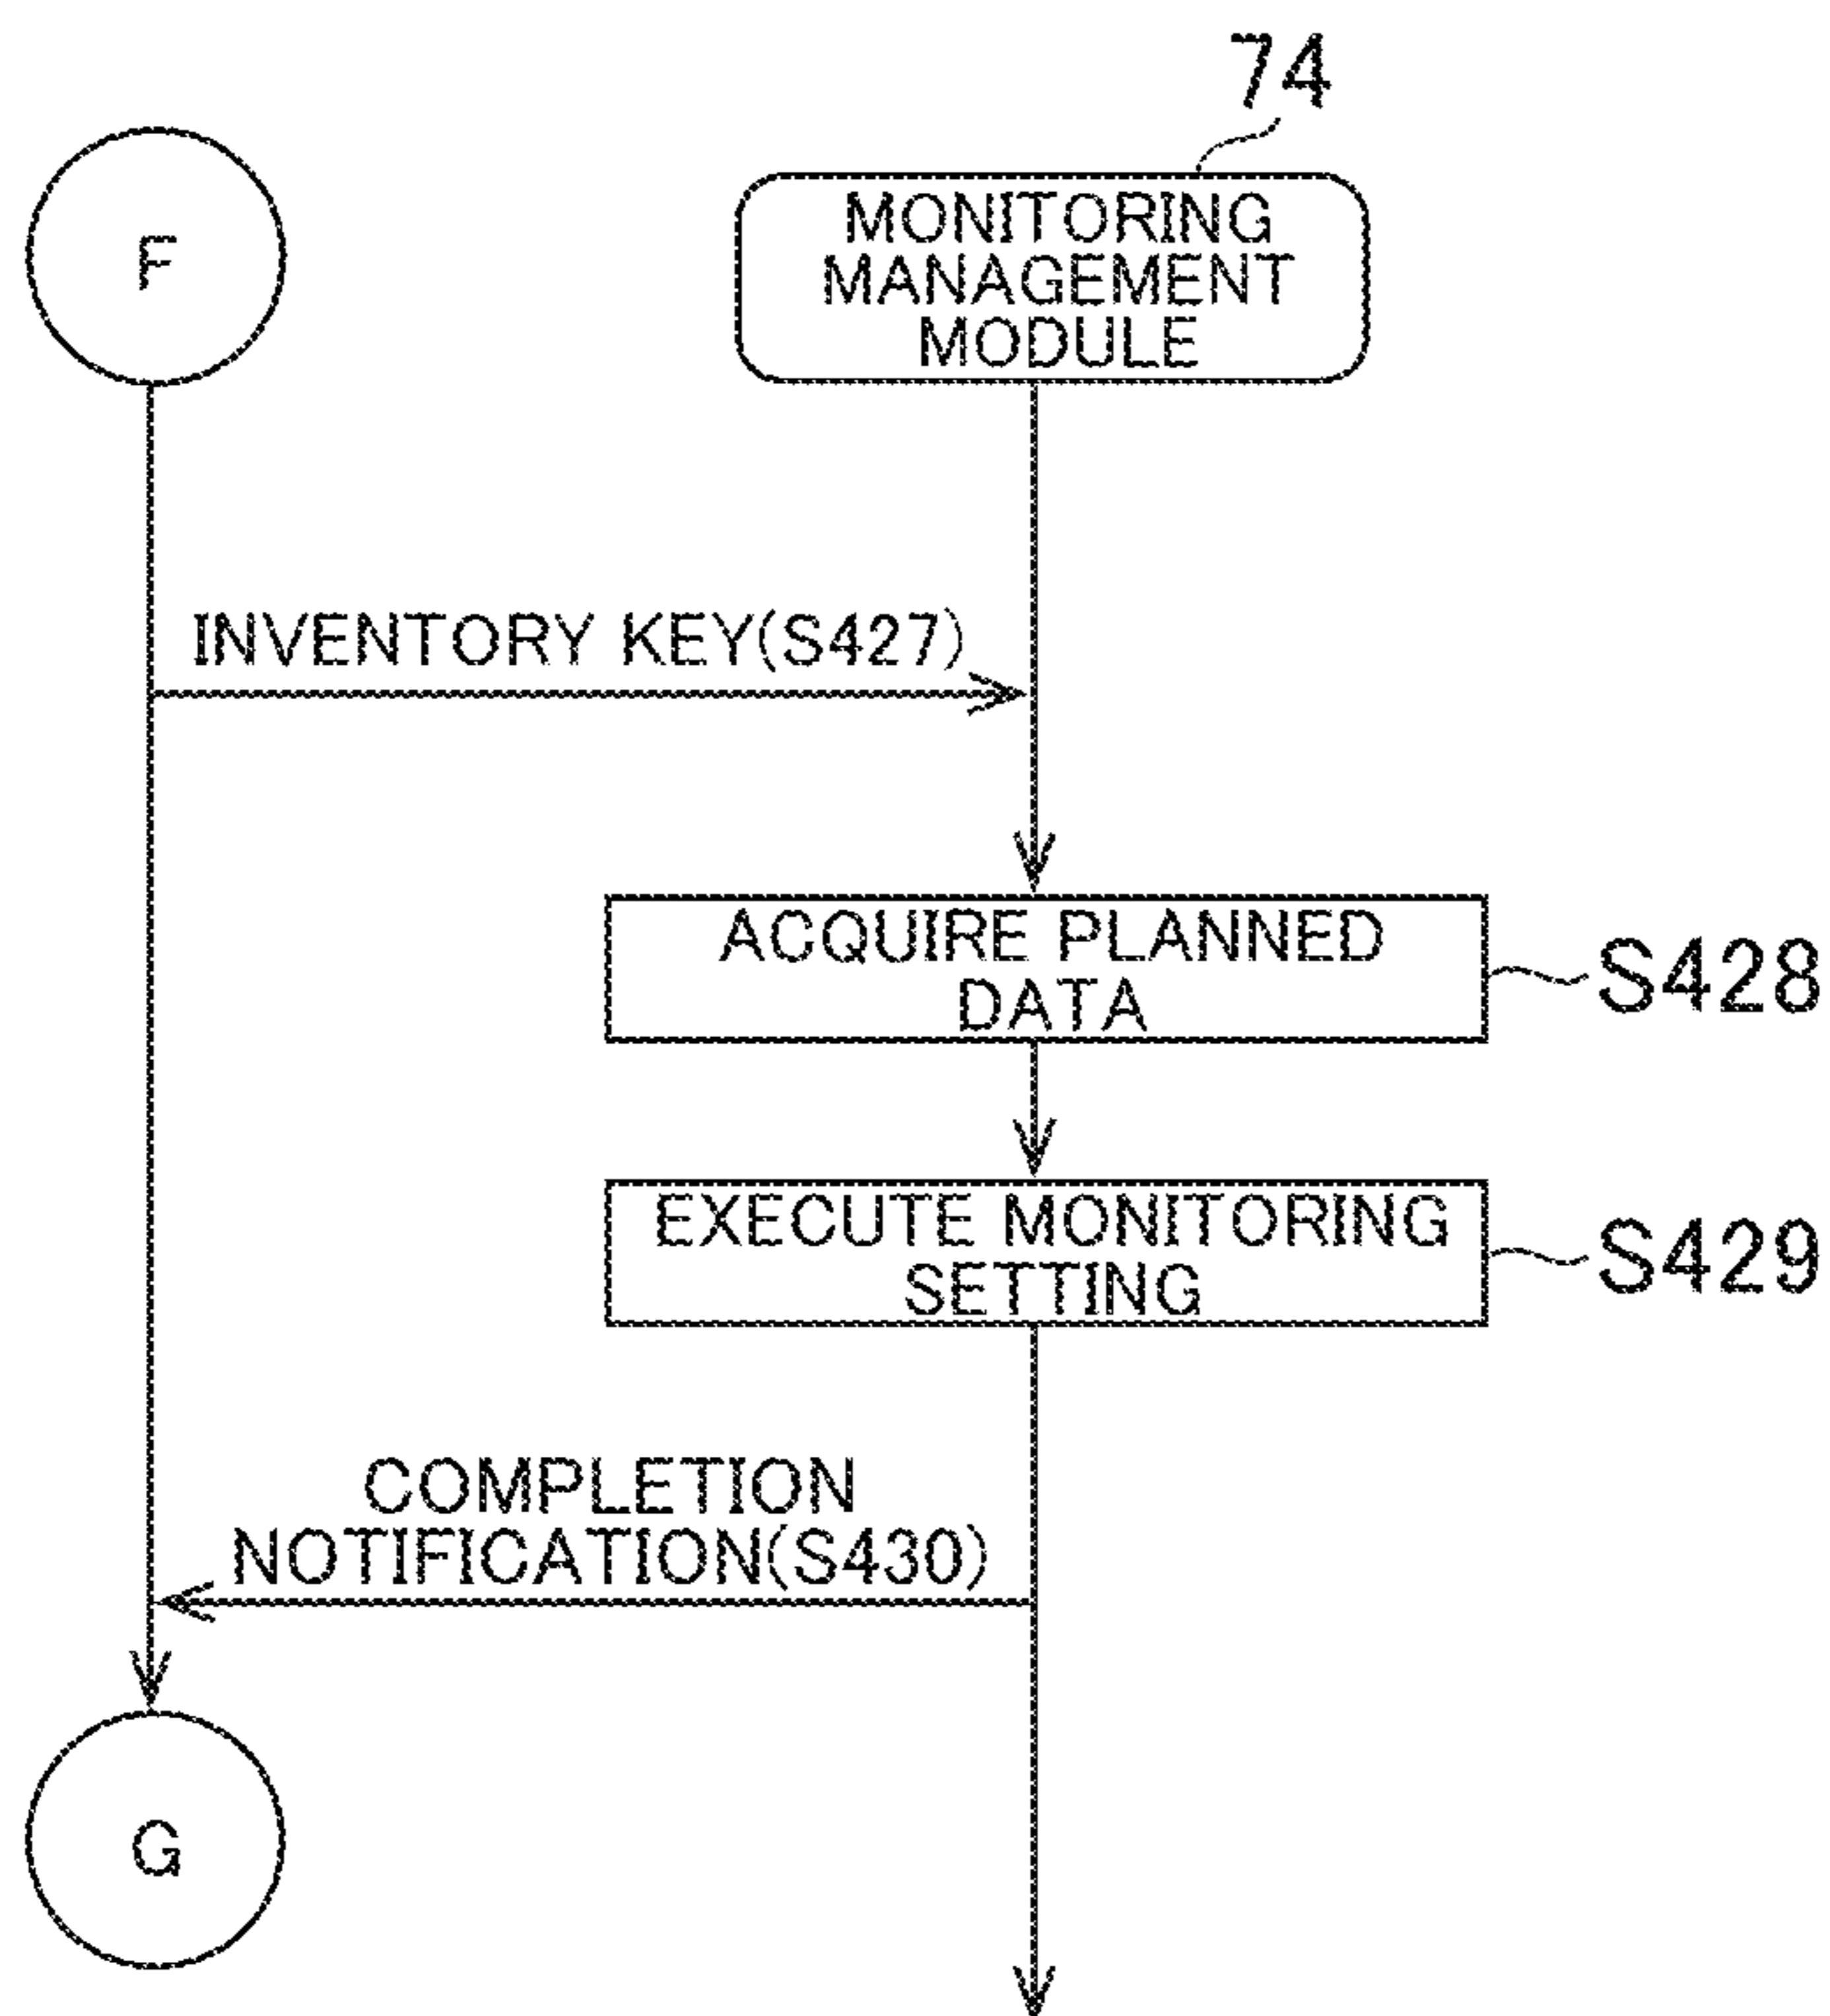 74
F
MONITORING
MANAGEMENT
MODULE
INVENTORY KEY(S427)
ACQUIRE PLANNED
DATA
S428
EXECUTE MONITORING
SETTING
S429
COMPLETION
NOTIFICATION(S430)
G